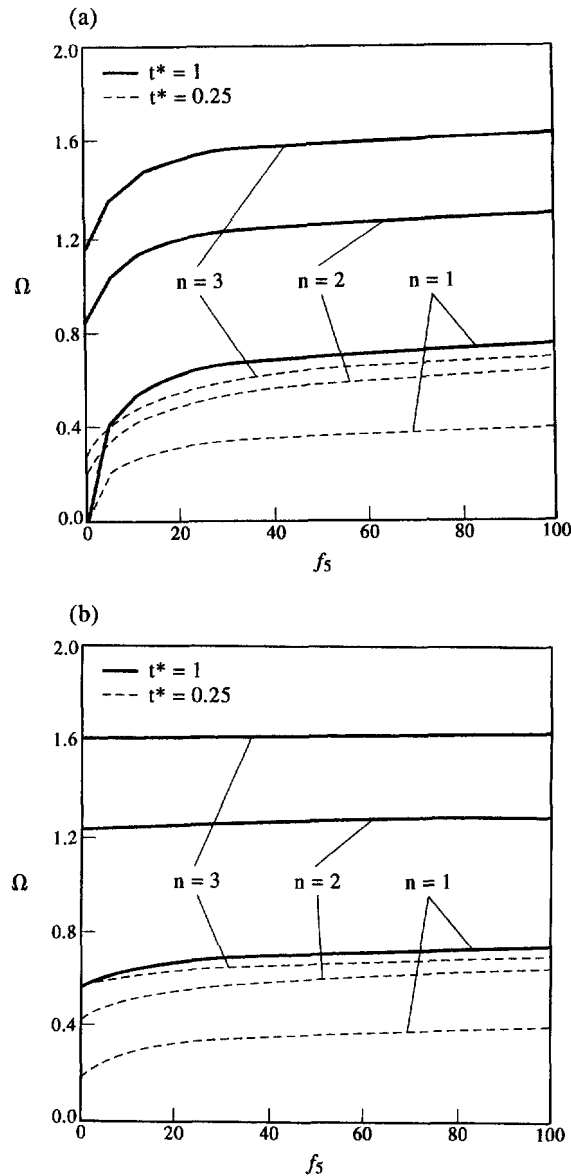 (a)
2.0
t* = 1
t* = 0.25
1.6
1.2
n = 3
n = 2
n = 1
Ω
0.8
0.4
0.0
0
20
40
60
80
100
f5
(b)
2.0
t* = 1
t* = 0.25
1.6
1.2
n = 3
n = 2
n = 1
Ω
0.8
0.4
0.0
0
20
40
60
80
100
f5